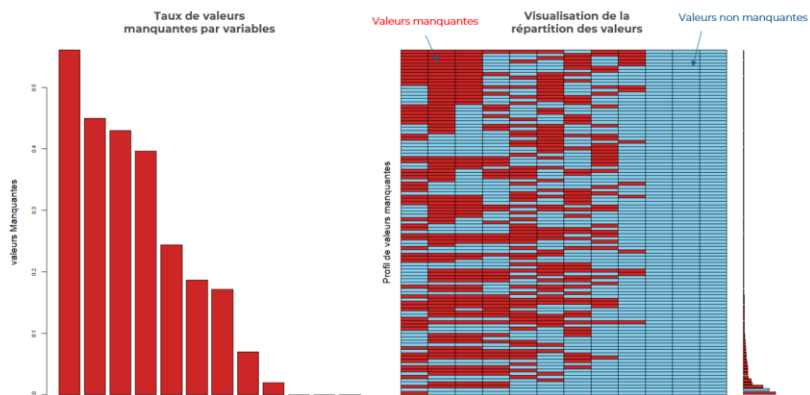 Taux de valeurs
manquantes par variables
valeurs Manquantes
0.5
0.4
0.3
0.2
0.1
0
Valeurs manquantes
Visualisation de la
répartition des valeurs
Valeurs non manquantes
Profil de valeurs manquantes